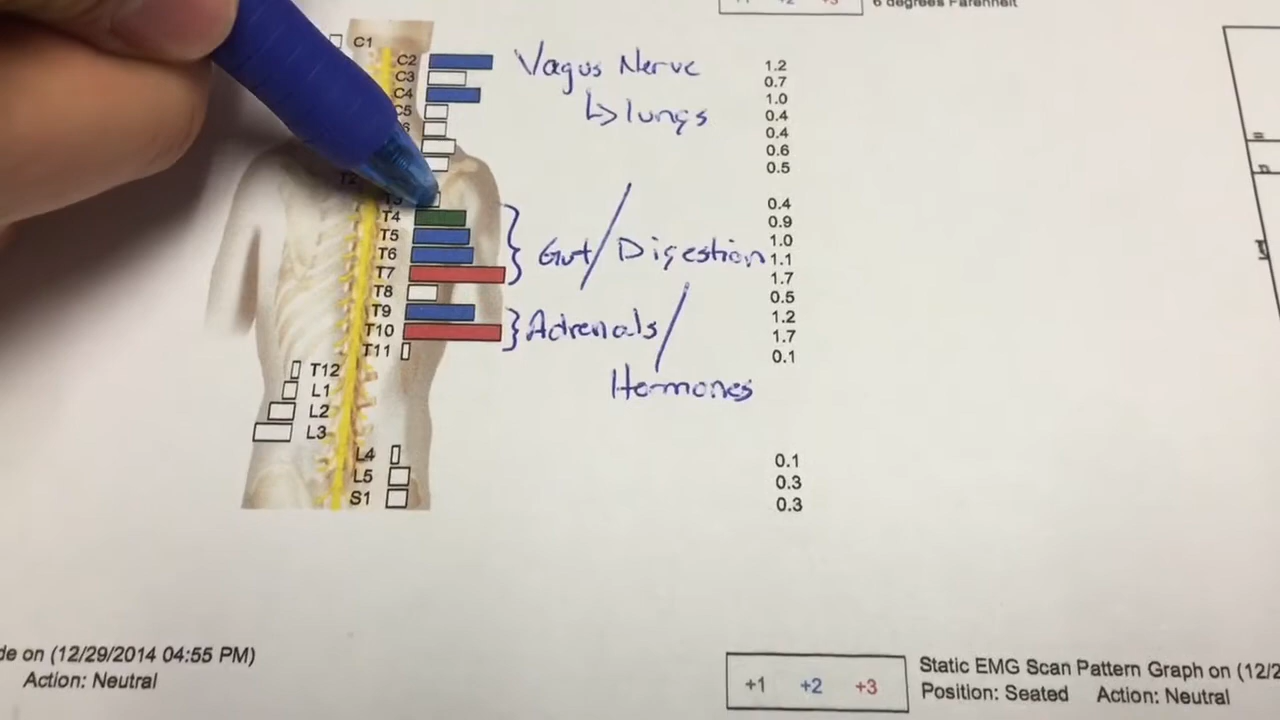 6 degrees Farenheit
C1
C2
C3
C4
C5
T2
T3
T4
T5
T6
T7
T8
T9
T10
T11
T12
L1
L2
L3
L4
L5
S1
Vagus Nerve
↳ lungs
} Gut/Digestion
} Adrenals/
Hormones
1.2
0.7
1.0
0.4
0.4
0.6
0.5
0.4
0.9
1.0
1.1
1.7
0.5
1.2
1.7
0.1
0.1
0.3
0.3
de on (12/29/2014 04:55 PM)
Action: Neutral
+1 +2 +3
Static EMG Scan Pattern Graph on (12/2
Position: Seated Action: Neutral